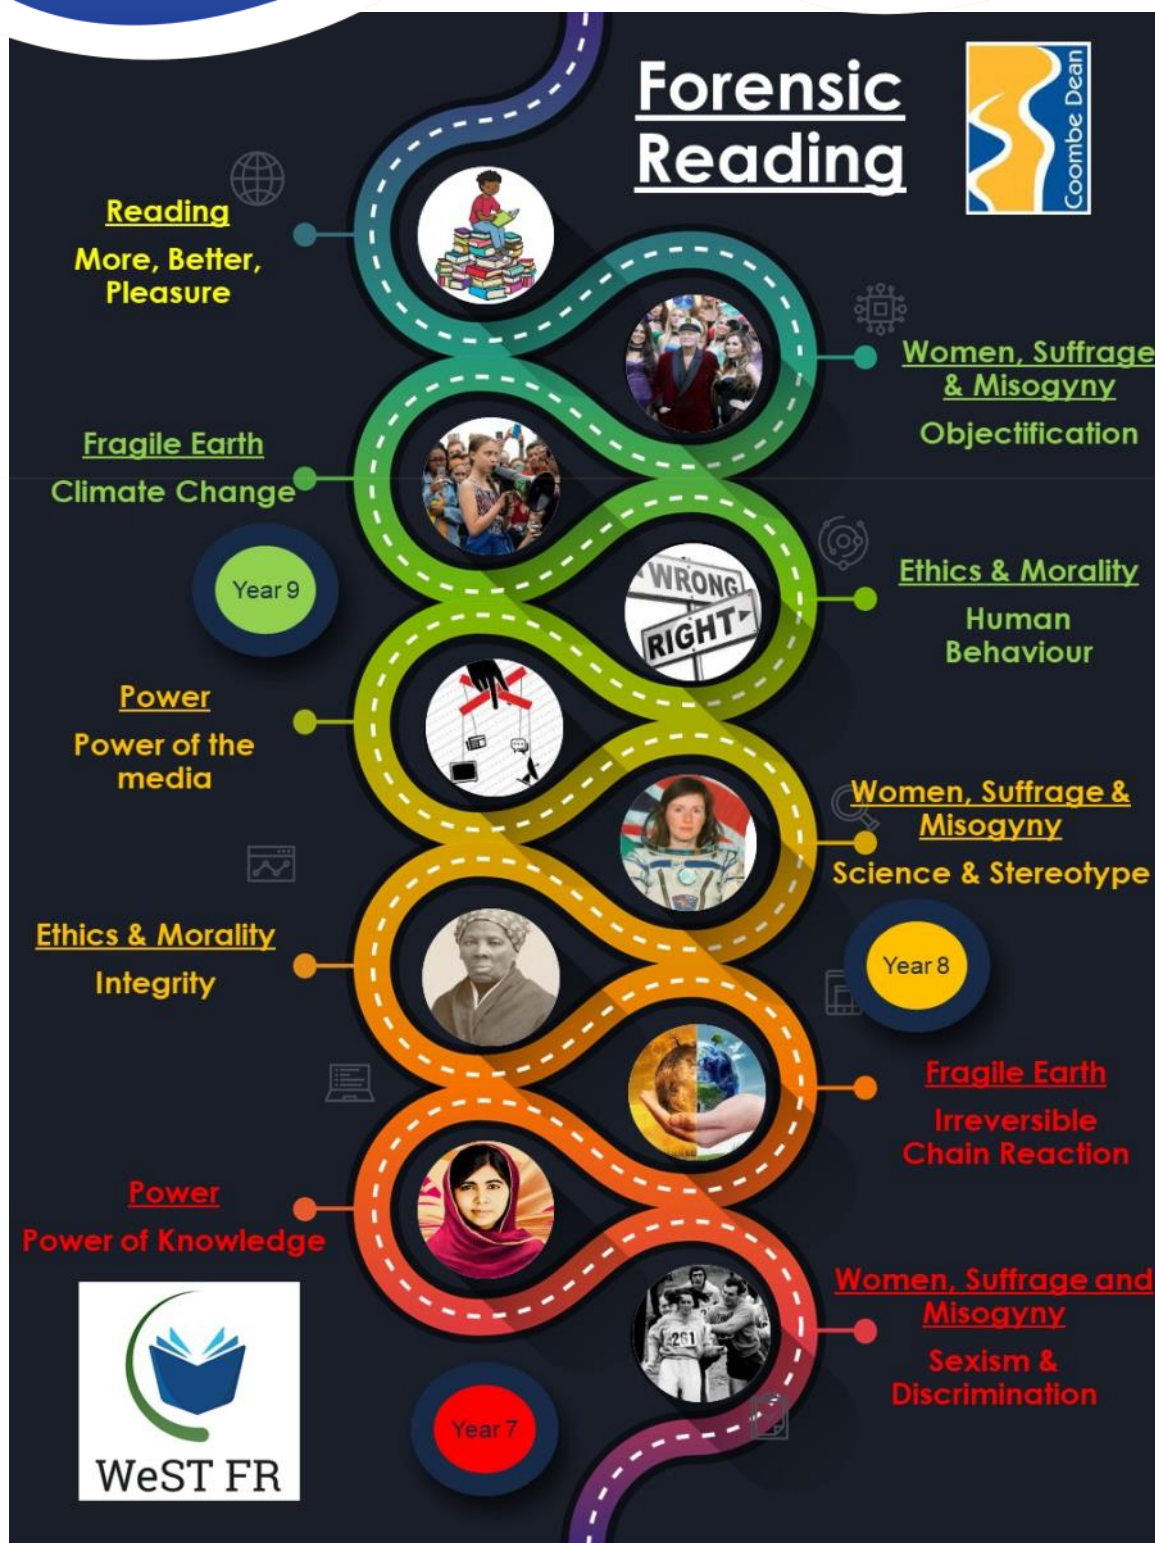 Forensic
Reading
Coombe Dean
Reading
More, Better,
Pleasure
Women, Suffrage
& Misogyny
Objectification
Fragile Earth
Climate Change
Year 9
WRONG
RIGHT
Ethics & Morality
Human
Behaviour
Power
Power of the
media
Women, Suffrage &
Misogyny
Science & Stereotype
Ethics & Morality
Integrity
Year 8
Fragile Earth
Irreversible
Chain Reaction
Power
Power of Knowledge
Women, Suffrage and
Misogyny
Sexism &
Discrimination
261
Year 7
WeST FR